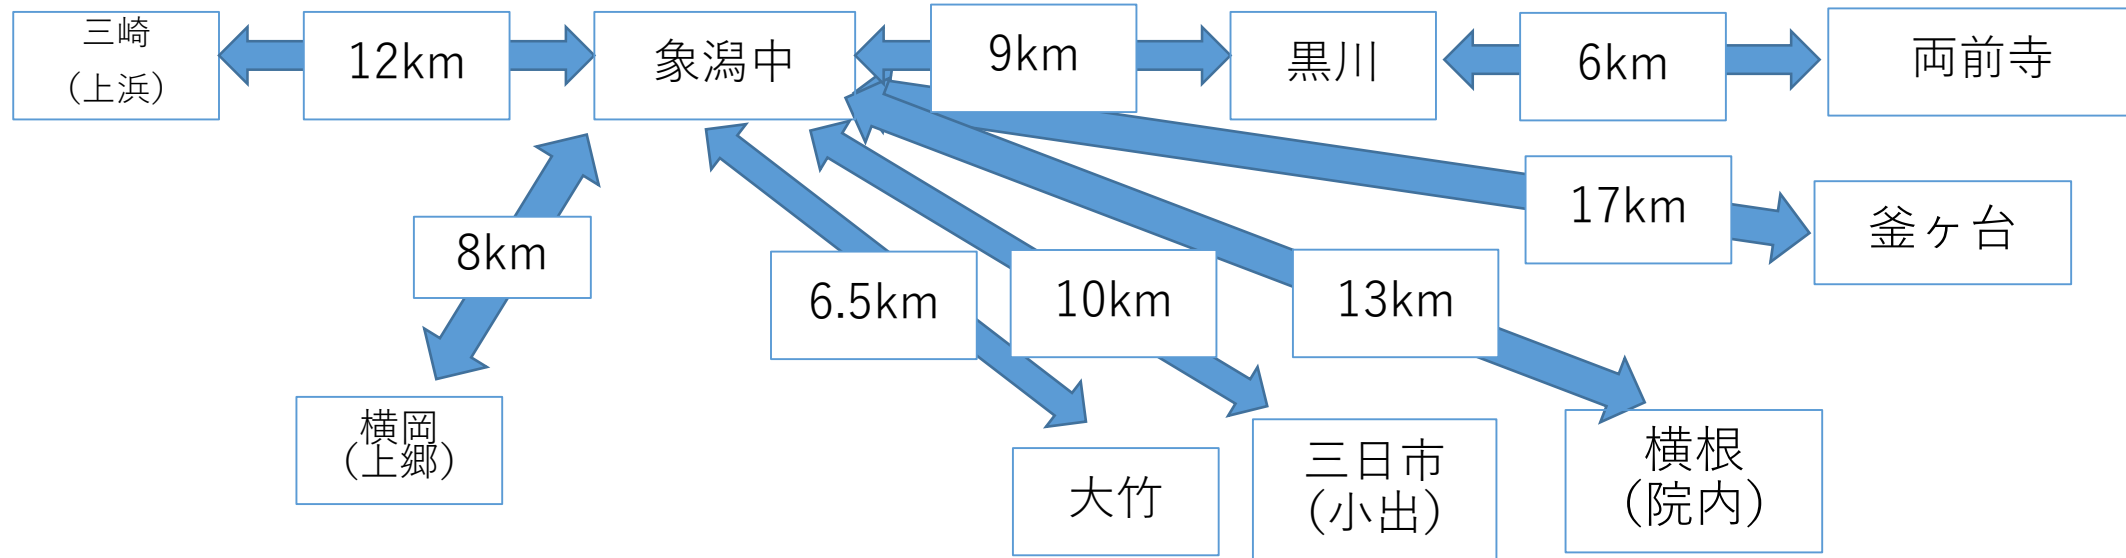 三崎
（上浜）
12km
象潟中
9km
黒川
6km
両前寺
17km
釜ヶ台
8km
6.5km
10km
13km
横岡
（上郷）
大竹
三日市
（小出）
横根
（院内）